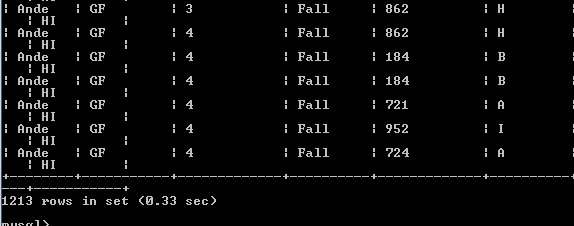 ¦ Ande ¦ GF ¦ 3 ¦ Fall ¦ 862 ¦ H
¦ HI ¦
¦ Ande ¦ GF ¦ 4 ¦ Fall ¦ 862 ¦ H
¦ HI ¦
¦ Ande ¦ GF ¦ 4 ¦ Fall ¦ 184 ¦ B
¦ HI ¦
¦ Ande ¦ GF ¦ 4 ¦ Fall ¦ 184 ¦ B
¦ HI ¦
¦ Ande ¦ GF ¦ 4 ¦ Fall ¦ 721 ¦ A
¦ HI ¦
¦ Ande ¦ GF ¦ 4 ¦ Fall ¦ 952 ¦ I
¦ HI ¦
¦ Ande ¦ GF ¦ 4 ¦ Fall ¦ 724 ¦ A
¦ HI ¦
+-------+------------+--------------+-----------+--------------+----------+
---+------------+
1213 rows in set (0.33 sec)
mysql>